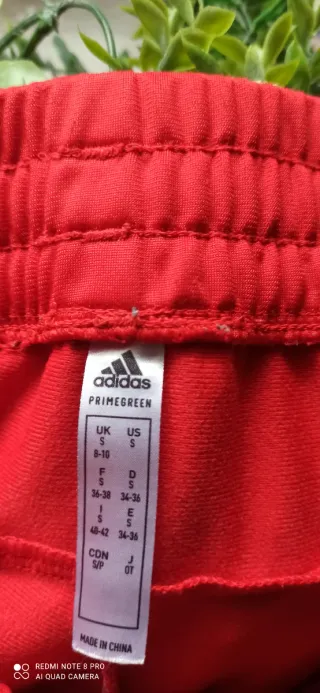 adidas
PRIMEGREEN
UK US
S S
8-10
F D
S S
36-38 34-36
I E
S S
40-42 34-36
CDN J
S/P OT
MADE IN CHINA
REDMI NOTE 8 PRO
AI QUAD CAMERA